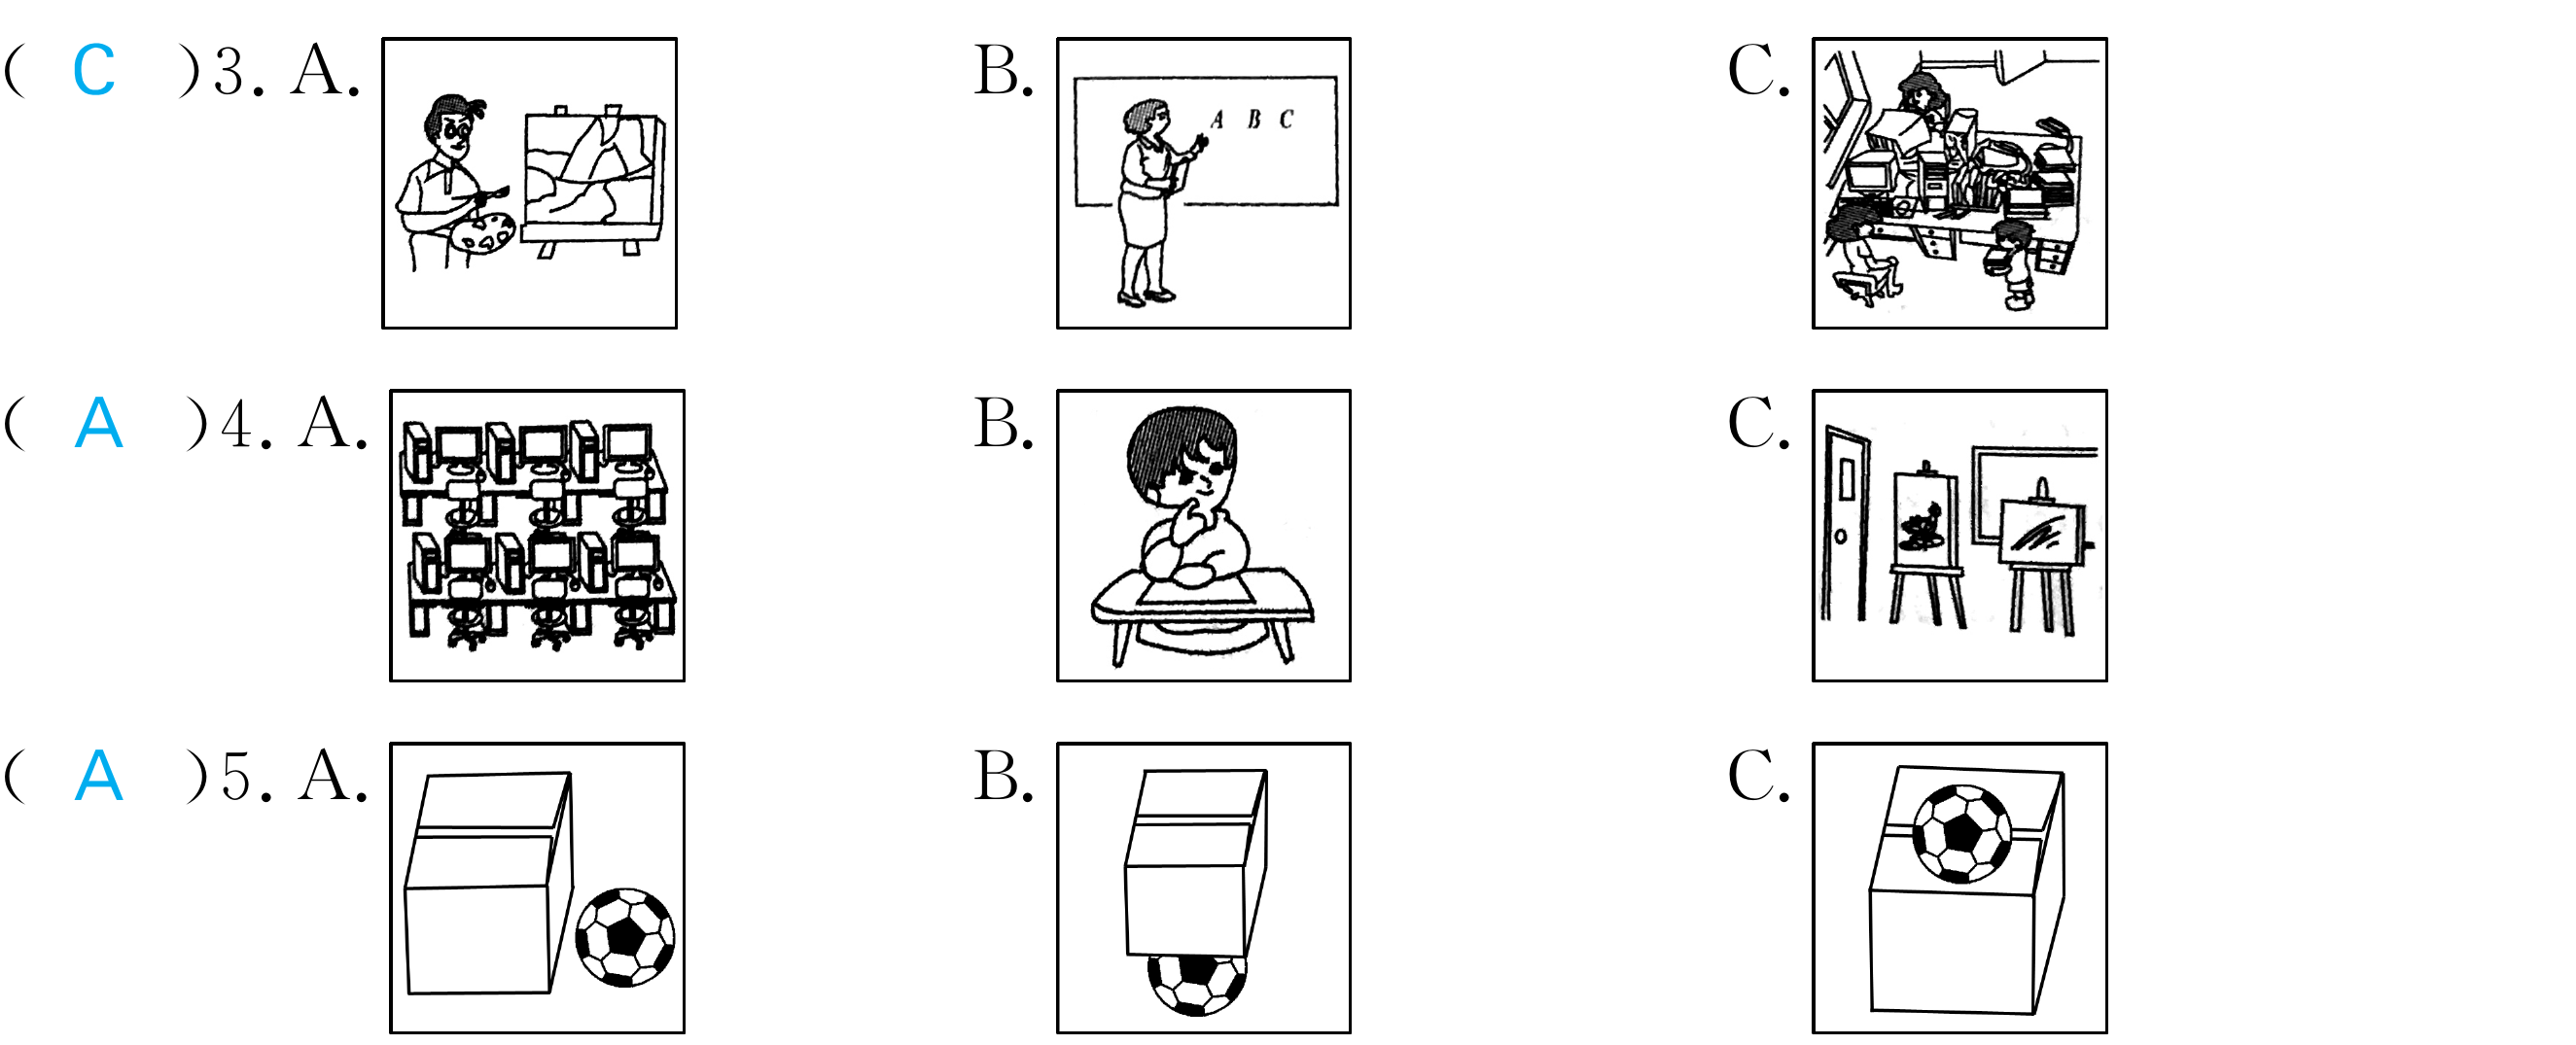 ( C )3. A. B. A B C C.
( A )4. A. B. C.
( A )5. A. B. C.